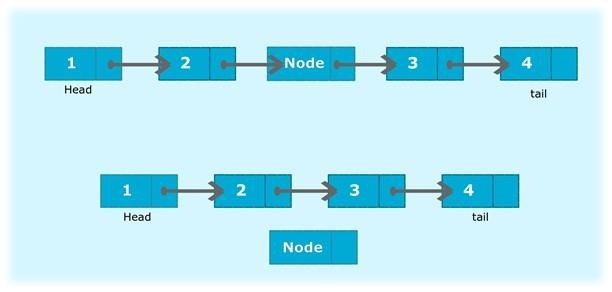 1 2 Node 3 4
Head
tail
1 2 3 4
Head
tail
Node